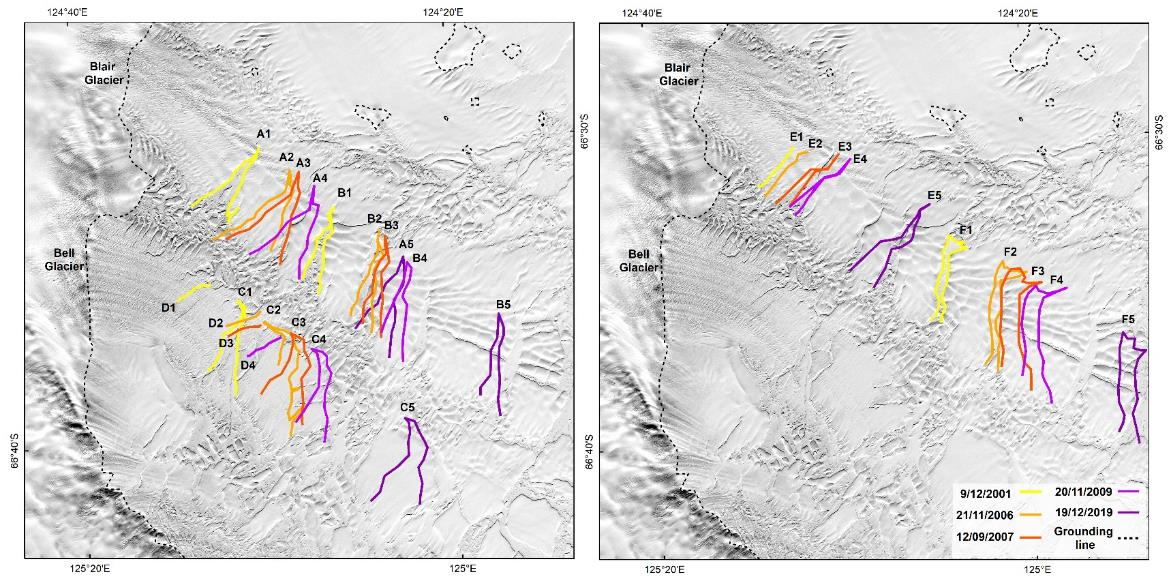 124°40'E
124°20'E
124°40'E
124°20'E
Blair
Glacier
Blair
Glacier
66°30'S
66°30'S
A1
A2
A3
A4
B1
B2
B3
A5
B4
B5
Bell
Glacier
D1
C1
D2
C2
D3
C3
D4
C4
C5
E1
E2
E3
E4
E5
F1
Bell
Glacier
F2
F3
F4
F5
66°40'S
66°40'S
9/12/2001
20/11/2009
21/11/2006
19/12/2019
12/09/2007
Grounding
line
125°20'E
125°E
125°20'E
125°E